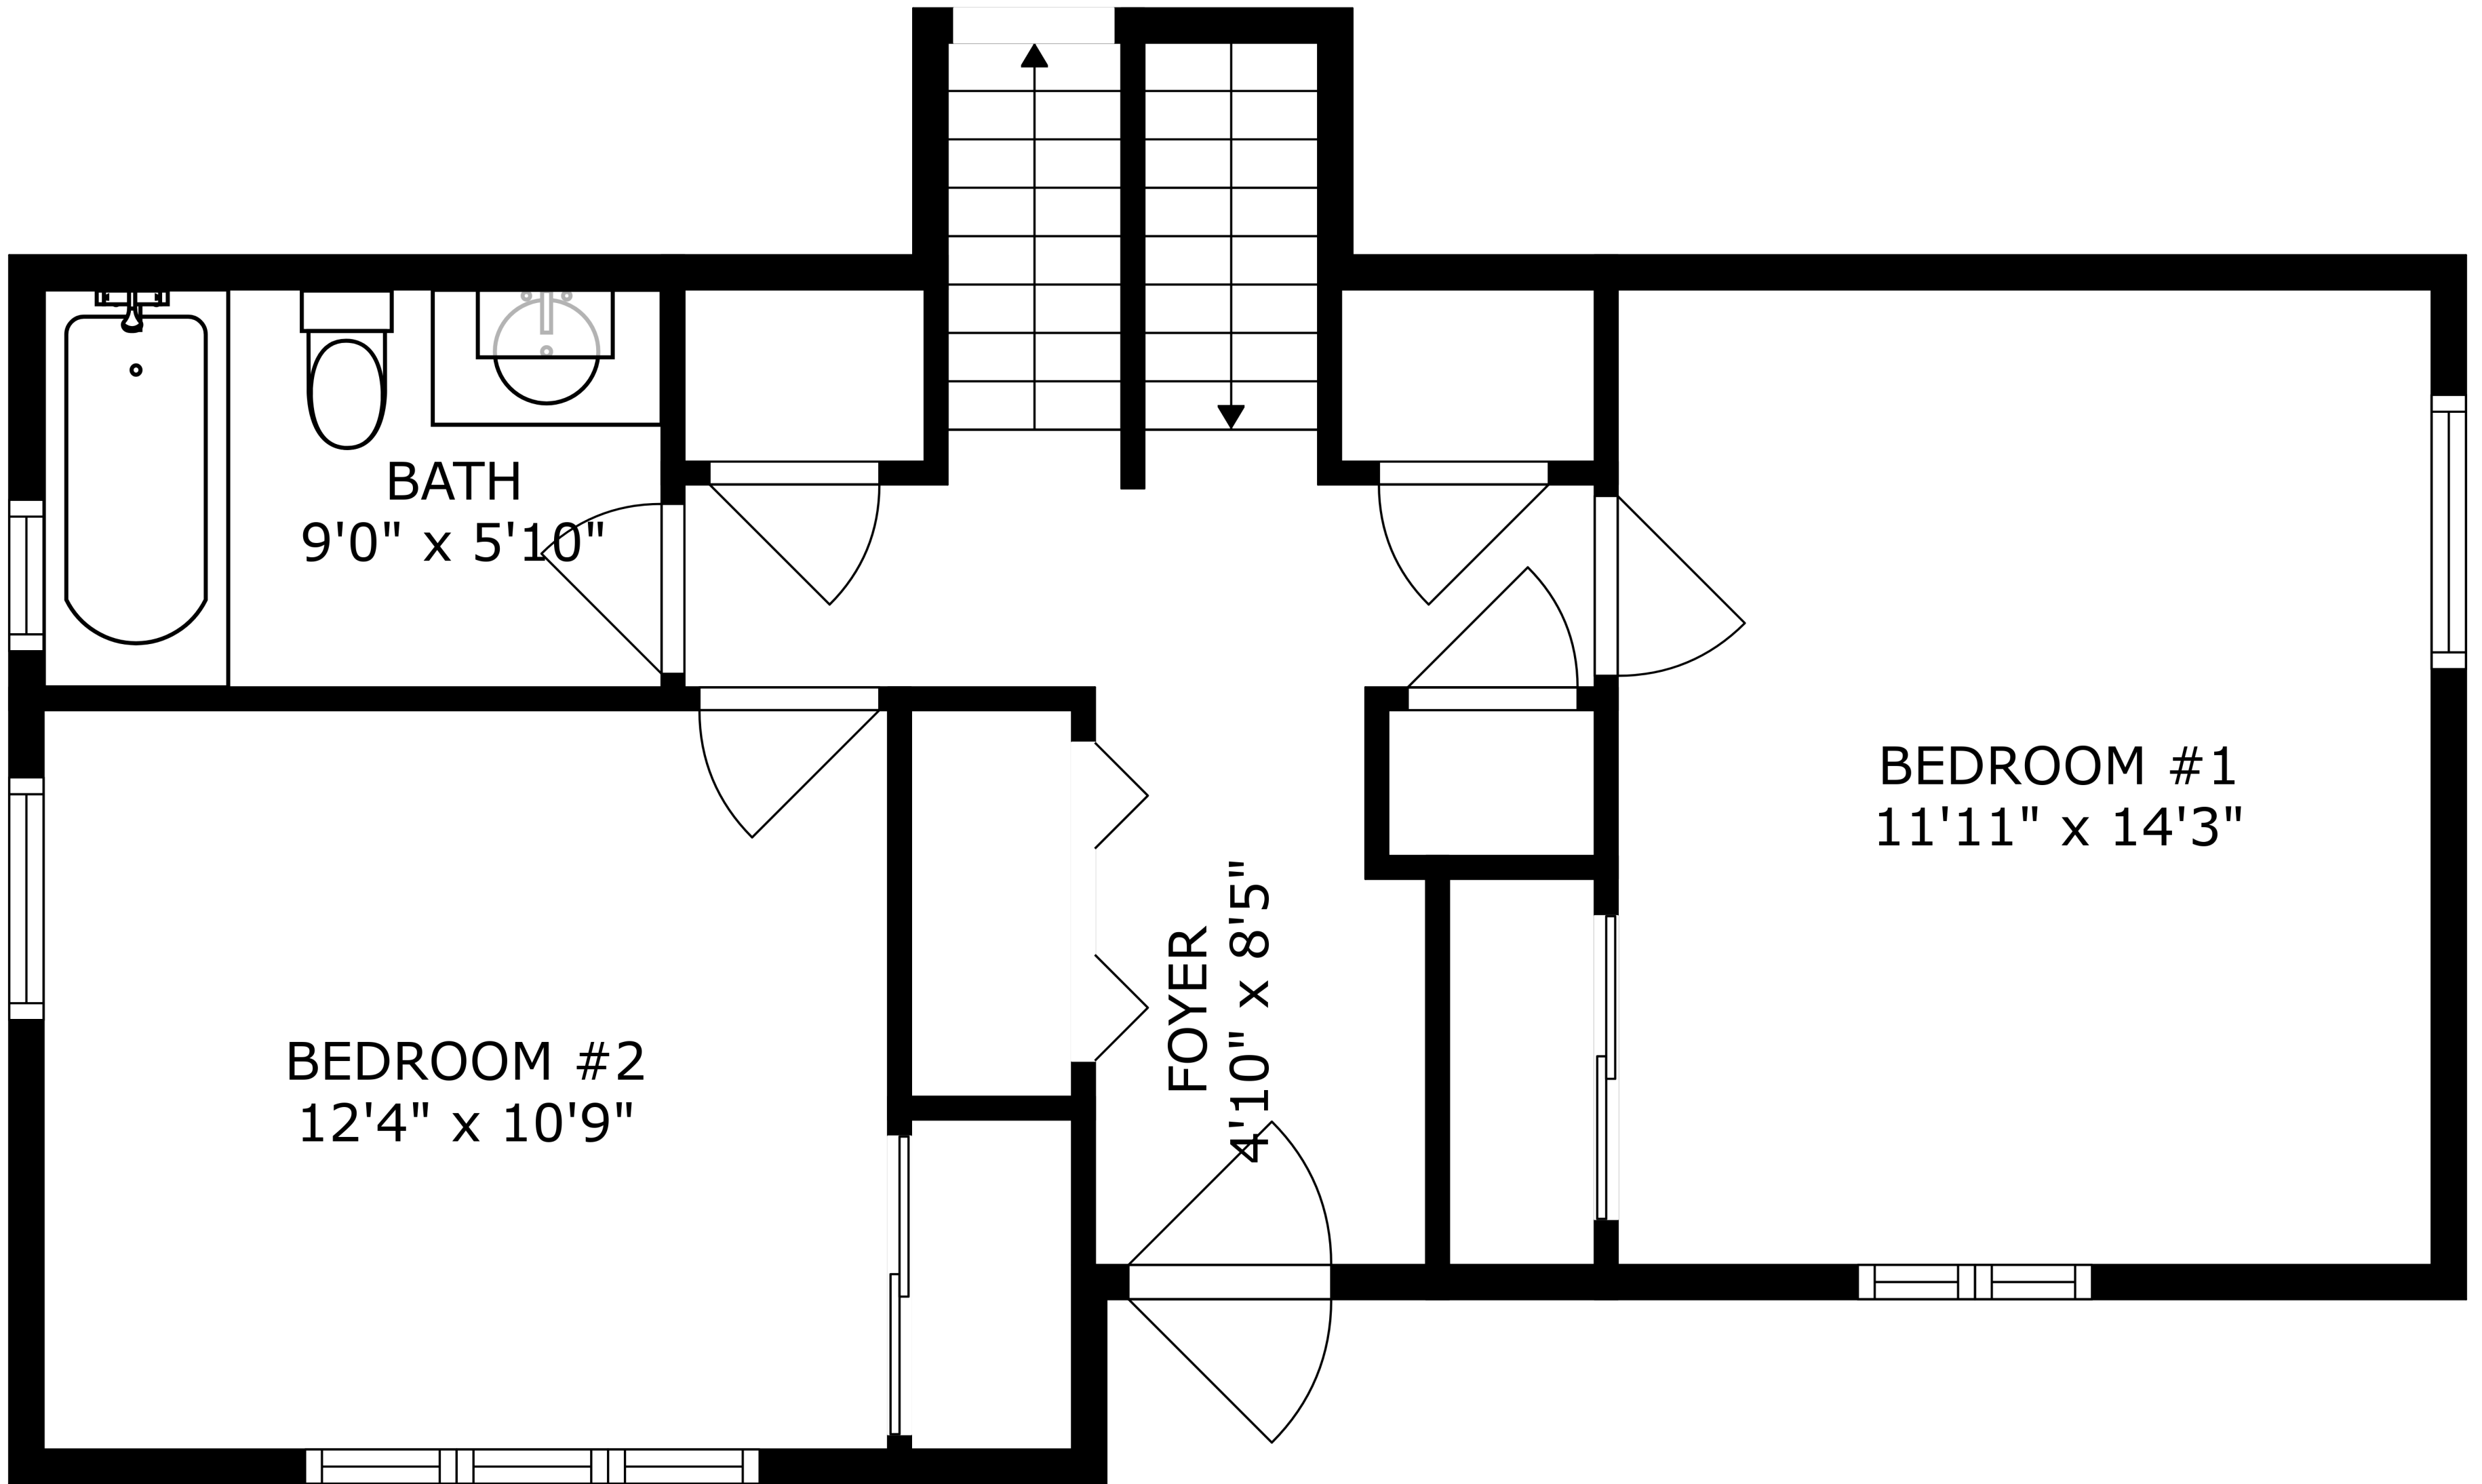 BATH
9'0" x 5'10"
BEDROOM #1
11'11" x 14'3"
FOYER
4'10" x 8'5"
BEDROOM #2
12'4" x 10'9"